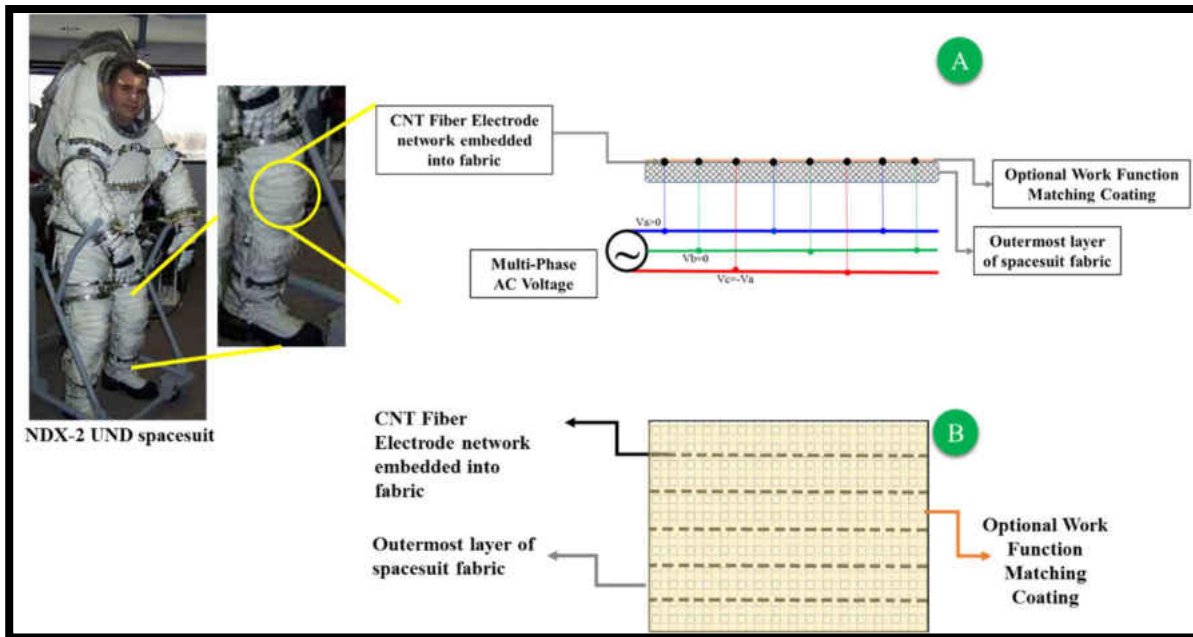 A
CNT Fiber Electrode
network embedded
into fabric
Optional Work Function
Matching Coating
Outermost layer
of spacesuit fabric
Va>0
Vb=0
Vc=-Va
~
Multi-Phase
AC Voltage
NDX-2 UND spacesuit
B
CNT Fiber
Electrode network
embedded into
fabric
Outermost layer of
spacesuit fabric
Optional Work
Function
Matching
Coating